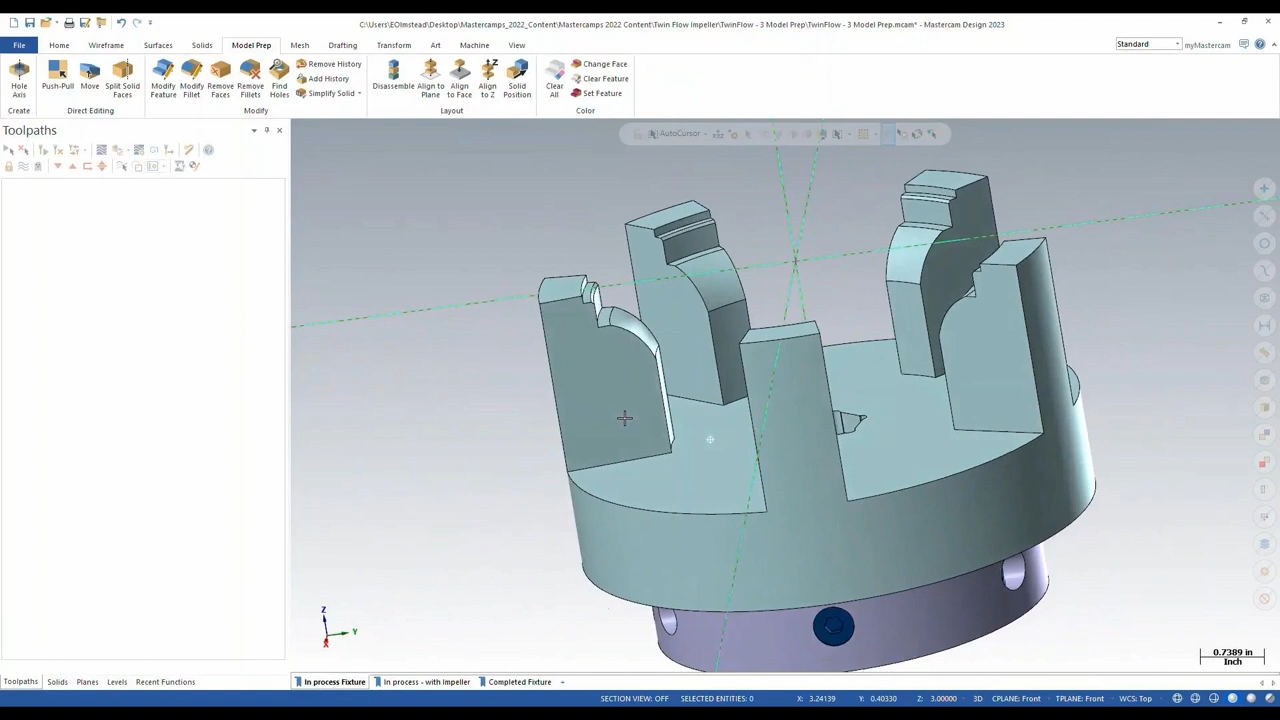 C:\Users\EOlmstead\Desktop\Mastercamps_2022_Content\Mastercamps 2022 Content\Twin Flow Impeller\TwinFlow - 3 Model Prep\TwinFlow - 3 Model Prep.mcam* - Mastercam Design 2023
File Home Wireframe Surfaces Solids Model Prep Mesh Drafting Transform Art Machine View Standard myMastercam
Hole Axis
Push-Pull
Move
Split Solid Faces
Modify Feature
Modify Fillet
Remove Faces
Remove Fillets
Find Holes
Remove History
Add History
Simplify Solid
Disassemble
Align to Plane
Align to Face
Align to Z
Solid Position
Clear All
Change Face
Clear Feature
Set Feature
Create Direct Editing Modify Layout Color
Toolpaths
AutoCursor
Z
Y
X
0.7389 in
Inch
Toolpaths Solids Planes Levels Recent Functions
In process Fixture In process - with Impeller Completed Fixture +
SECTION VIEW: OFF SELECTED ENTITIES: 0 X: 3.24139 Y: 0.40330 Z: 3.00000 3D CPLANE: Front TPLANE: Front WCS: Top